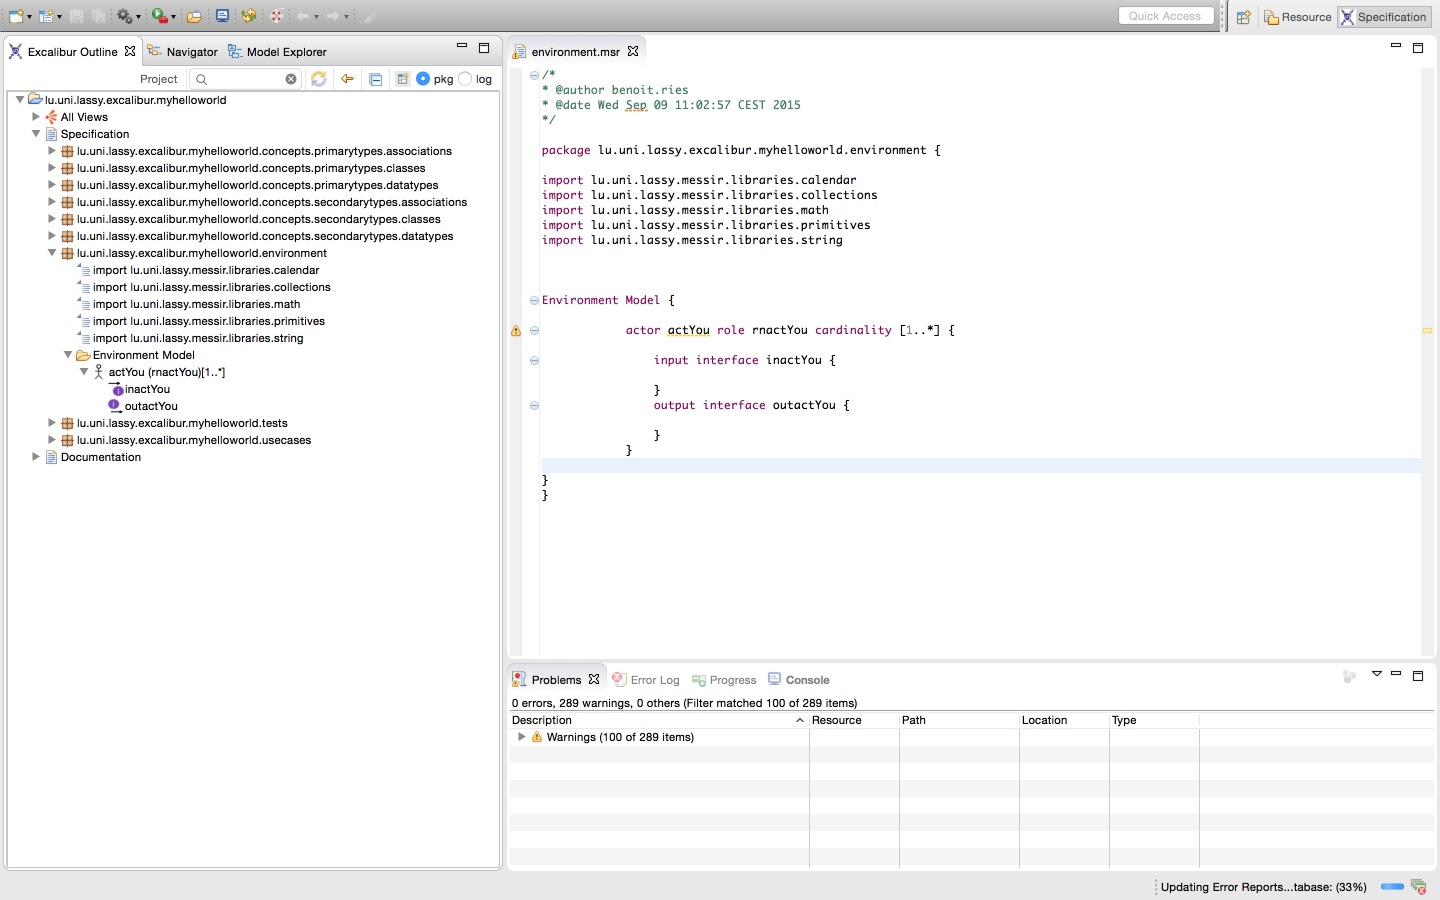 Quick Access
Resource
Specification
Excalibur Outline
Navigator
Model Explorer
Project
pkg
log
lu.uni.lassy.excalibur.myhelloworld
All Views
Specification
lu.uni.lassy.excalibur.myhelloworld.concepts.primarytypes.associations
lu.uni.lassy.excalibur.myhelloworld.concepts.primarytypes.classes
lu.uni.lassy.excalibur.myhelloworld.concepts.primarytypes.datatypes
lu.uni.lassy.excalibur.myhelloworld.concepts.secondarytypes.associations
lu.uni.lassy.excalibur.myhelloworld.concepts.secondarytypes.classes
lu.uni.lassy.excalibur.myhelloworld.concepts.secondarytypes.datatypes
lu.uni.lassy.excalibur.myhelloworld.environment
import lu.uni.lassy.messir.libraries.calendar
import lu.uni.lassy.messir.libraries.collections
import lu.uni.lassy.messir.libraries.math
import lu.uni.lassy.messir.libraries.primitives
import lu.uni.lassy.messir.libraries.string
Environment Model
actYou (rnactYou)[1..*]
inactYou
outactYou
lu.uni.lassy.excalibur.myhelloworld.tests
lu.uni.lassy.excalibur.myhelloworld.usecases
Documentation
environment.msr
/*
* @author benoit.ries
* @date Wed Sep 09 11:02:57 CEST 2015
*/
package lu.uni.lassy.excalibur.myhelloworld.environment {
import lu.uni.lassy.messir.libraries.calendar
import lu.uni.lassy.messir.libraries.collections
import lu.uni.lassy.messir.libraries.math
import lu.uni.lassy.messir.libraries.primitives
import lu.uni.lassy.messir.libraries.string
Environment Model {
actor actYou role rnactYou cardinality [1..*] {
input interface inactYou {
}
output interface outactYou {
}
}
}
}
Problems
Error Log
Progress
Console
0 errors, 289 warnings, 0 others (Filter matched 100 of 289 items)
Description Resource Path Location Type
Warnings (100 of 289 items)
Updating Error Reports...tabase: (33%)